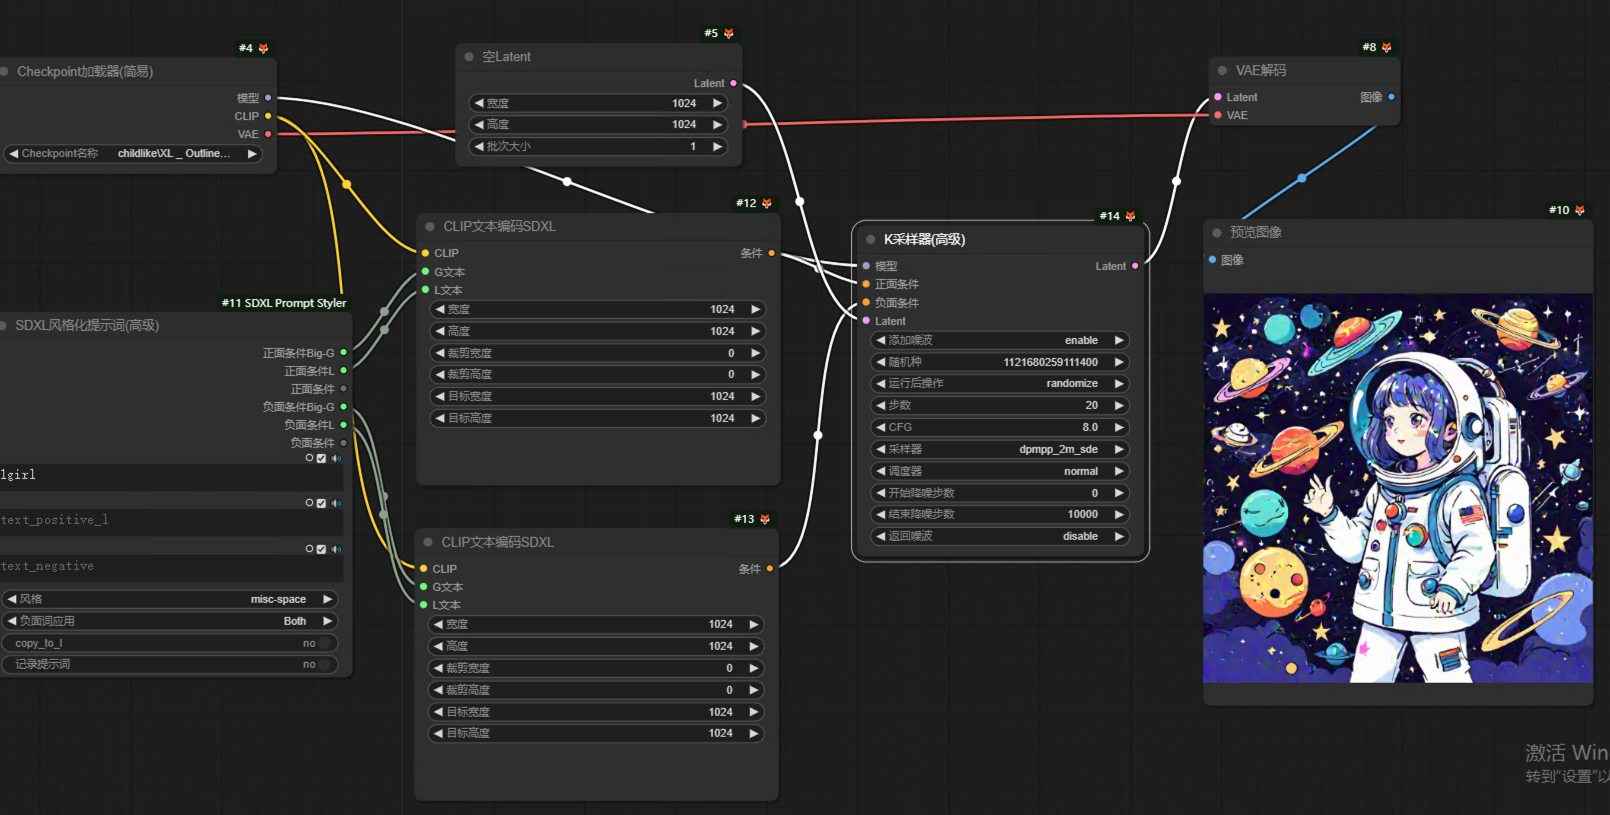 #4
Checkpoint加载器(简易)
模型
CLIP
VAE
Checkpoint名称 childlike\XL _ Outline...
#5
空Latent
Latent
宽度 1024
高度 1024
批次大小 1
#11 SDXL Prompt Styler
SDXL风格化提示词(高级)
正面条件Big-G
正面条件L
正面条件
负面条件Big-G
负面条件L
负面条件
lgirl
text_positive_l
text_negative
风格 misc-space
负面词应用 Both
copy_to_l no
记录提示词 no
#12
CLIP文本编码SDXL
CLIP 条件
G文本
L文本
宽度 1024
高度 1024
裁剪宽度 0
裁剪高度 0
目标宽度 1024
目标高度 1024
#13
CLIP文本编码SDXL
CLIP 条件
G文本
L文本
宽度 1024
高度 1024
裁剪宽度 0
裁剪高度 0
目标宽度 1024
目标高度 1024
#14
K采样器(高级)
模型 Latent
正面条件
负面条件
Latent
添加噪波 enable
随机种 1121680259111400
运行后操作 randomize
步数 20
CFG 8.0
采样器 dpmpp_2m_sde
调度器 normal
开始降噪步数 0
结束降噪步数 10000
返回噪波 disable
#8
VAE解码
Latent 图像
VAE
#10
预览图像
图像
激活 Win
转到"设置"以